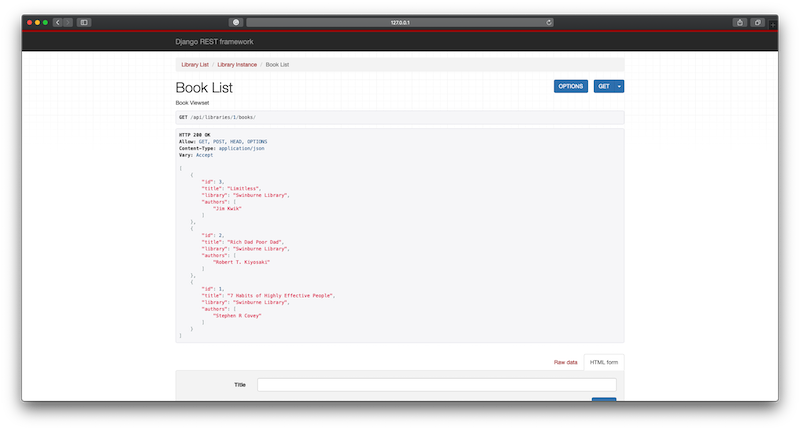 127.0.0.1
Django REST framework
Library List / Library Instance / Book List
Book List
OPTIONS
GET
Book Viewset
GET /api/libraries/1/books/
HTTP 200 OK
Allow: GET, POST, HEAD, OPTIONS
Content-Type: application/json
Vary: Accept
[
{
"id": 3,
"title": "Limitless",
"library": "Swinburne Library",
"authors": [
"Jim Kwik"
]
},
{
"id": 2,
"title": "Rich Dad Poor Dad",
"library": "Swinburne Library",
"authors": [
"Robert T. Kiyosaki"
]
},
{
"id": 1,
"title": "7 Habits of Highly Effective People",
"library": "Swinburne Library",
"authors": [
"Stephen R Covey"
]
}
]
Raw data
HTML form
Title